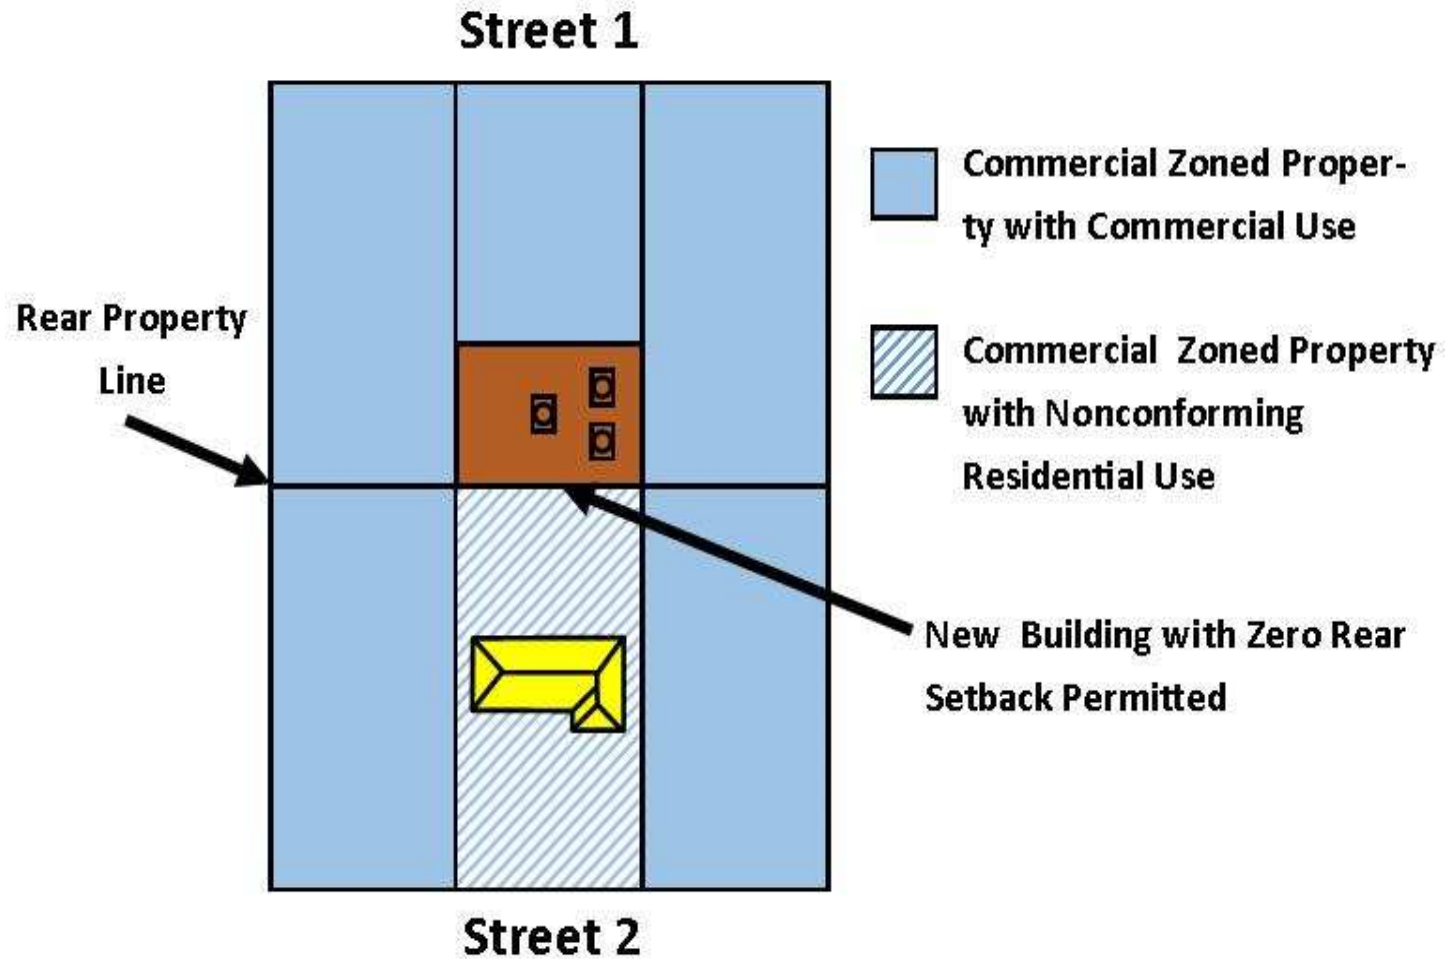 Street 1
Commercial Zoned Proper-
ty with Commercial Use
Rear Property
Line
Commercial Zoned Property
with Nonconforming
Residential Use
New Building with Zero Rear
Setback Permitted
Street 2